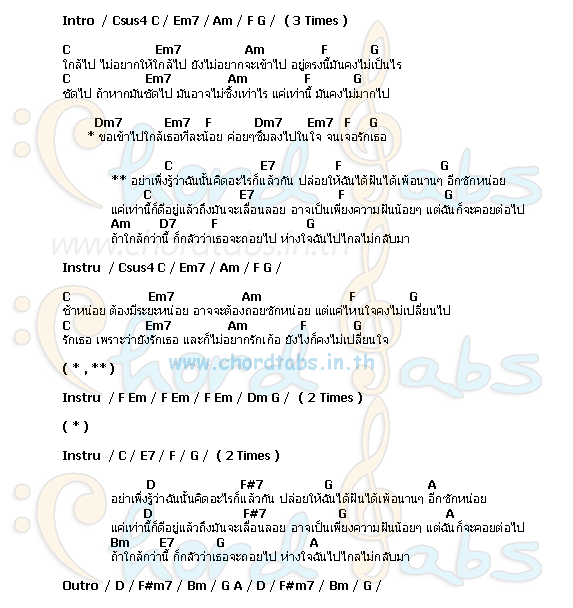 Intro / Csus4 C / Em7 / Am / F G / ( 3 Times )
C Em7 Am F G
ใกล้ไป ไม่อยากให้ใกล้ไป ยังไม่อยากจะเข้าไป อยู่ตรงนี้มันคงไม่เป็นไร
C Em7 Am F G
ชัดไป ถ้าหากมันชัดไป มันอาจไม่ซึ้งเท่าไร แค่เท่านี้ มันคงไม่มากไป
Dm7 Em7 F Dm7 Em7 F G
* ขอเข้าไปใกล้เธอทีละน้อย ค่อยๆซึมลงไปในใจ จนเจอรักเธอ
C E7 F G
** อย่าเพิ่งรู้ว่าฉันนั้นคิดอะไรก็แล้วกัน ปล่อยให้ฉันได้ฝันได้เพ้อนานๆ อีกซักหน่อย
C E7 F G
แค่เท่านี้ก็ดีอยู่แล้วถึงมันจะเลื่อนลอย อาจเป็นเพียงความฝันน้อยๆ แต่ฉันก็จะคอยต่อไป
Am D7 F G
ถ้าใกล้กว่านี้ ก็กลัวว่าเธอจะถอยไป ห่างใจฉันไปไกลไม่กลับมา
www.chordtabs.in.th
Instru / Csus4 C / Em7 / Am / F G /
C Em7 Am F G
ช้าหน่อย ต้องมีระยะหน่อย อาจจะต้องถอยซักหน่อย แต่แค่ไหนใจคงไม่เปลี่ยนไป
C Em7 Am F G
รักเธอ เพราะว่ายังรักเธอ และก็ไม่อยากรักเก้อ ยังไงก็คงไม่เปลี่ยนใจ
www.chordtabs.in.th
( * , ** )
Instru / F Em / F Em / F Em / Dm G / ( 2 Times )
( * )
Instru / C / E7 / F / G / ( 2 Times )
D F#7 G A
อย่าเพิ่งรู้ว่าฉันนั้นคิดอะไรก็แล้วกัน ปล่อยให้ฉันได้ฝันได้เพ้อนานๆ อีกซักหน่อย
D F#7 G A
แค่เท่านี้ก็ดีอยู่แล้วถึงมันจะเลื่อนลอย อาจเป็นเพียงความฝันน้อยๆ แต่ฉันก็จะคอยต่อไป
Bm E7 G A
ถ้าใกล้กว่านี้ ก็กลัวว่าเธอจะถอยไป ห่างใจฉันไปไกลไม่กลับมา
Outro / D / F#m7 / Bm / G A / D / F#m7 / Bm / G /